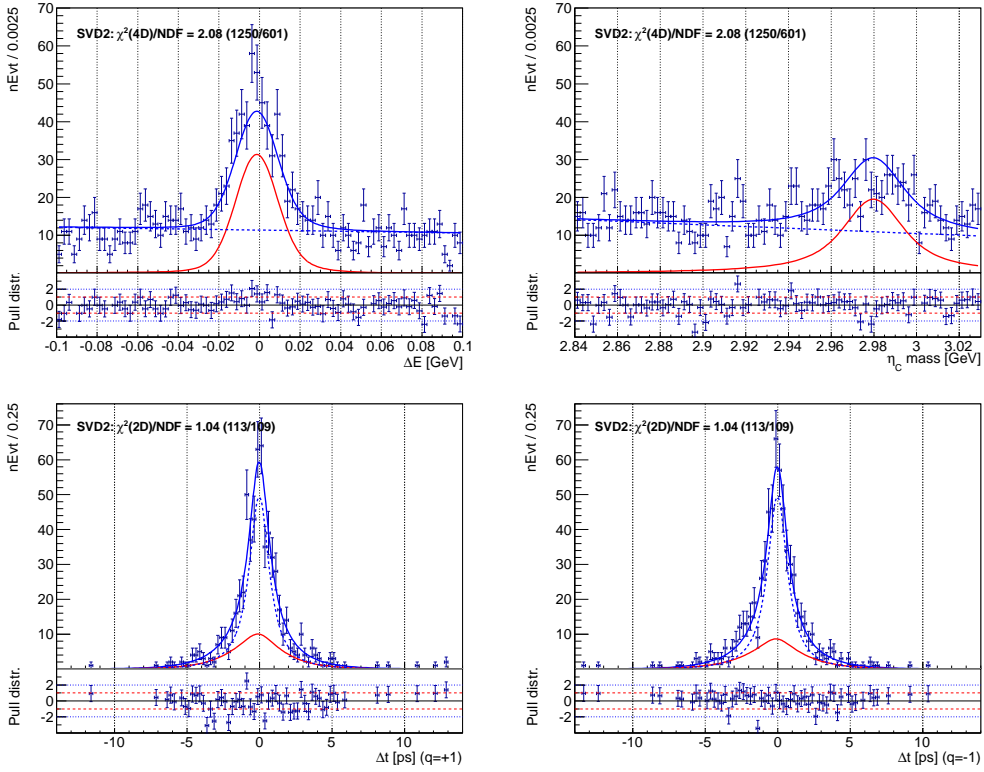 SVD2: χ²(4D)/NDF = 2.08 (1250/601)
nEvt / 0.0025
70
60
50
40
30
20
10
Pull distr.
2
0
-2
-0.1 -0.08 -0.06 -0.04 -0.02 0 0.02 0.04 0.06 0.08 0.1
ΔE [GeV]
SVD2: χ²(4D)/NDF = 2.08 (1250/601)
nEvt / 0.0025
70
60
50
40
30
20
10
Pull distr.
2
0
-2
2.84 2.86 2.88 2.9 2.92 2.94 2.96 2.98 3 3.02
η_C mass [GeV]
SVD2: χ²(2D)/NDF = 1.04 (113/109)
nEvt / 0.25
70
60
50
40
30
20
10
Pull distr.
2
0
-2
-10 -5 0 5 10
Δt [ps] (q=+1)
SVD2: χ²(2D)/NDF = 1.04 (113/109)
nEvt / 0.25
70
60
50
40
30
20
10
Pull distr.
2
0
-2
-10 -5 0 5 10
Δt [ps] (q=-1)